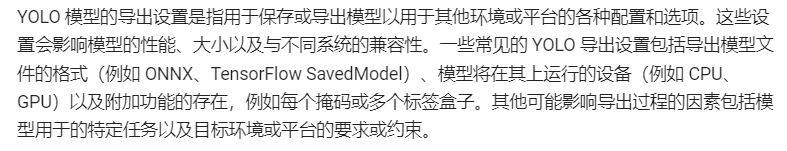 YOLO 模型的导出设置是指用于保存或导出模型以用于其他环境或平台的各种配置和选项。这些设
置会影响模型的性能、大小以及与不同系统的兼容性。一些常见的 YOLO 导出设置包括导出模型文
件的格式（例如 ONNX、TensorFlow SavedModel）、模型将在其上运行的设备（例如 CPU、
GPU）以及附加功能的存在，例如每个掩码或多个标签盒子。其他可能影响导出过程的因素包括模
型用于的特定任务以及目标环境或平台的要求或约束。